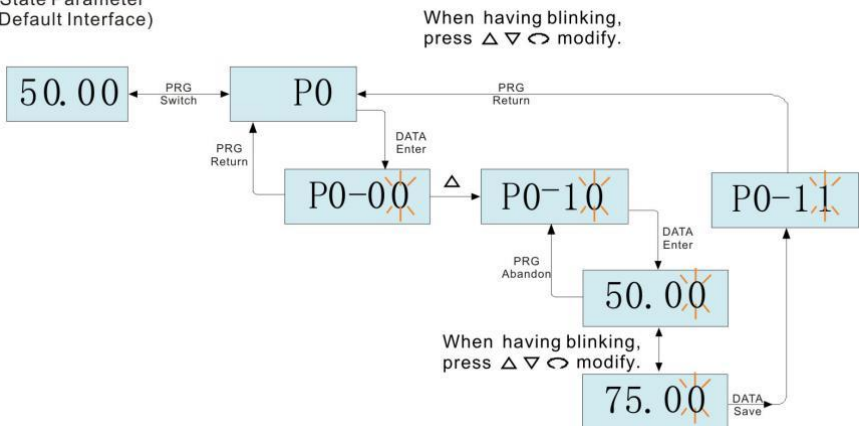 State Parameter
Default Interface)
When having blinking,
press △ ▽ ⊂⊃ modify.
50.00
PRG
Switch
P0
PRG
Return
DATA
Enter
PRG
Return
P0-00
△
P0-10
P0-11
DATA
Enter
PRG
Abandon
50.00
When having blinking,
press △ ▽ ⊂⊃ modify.
75.00
DATA
Save